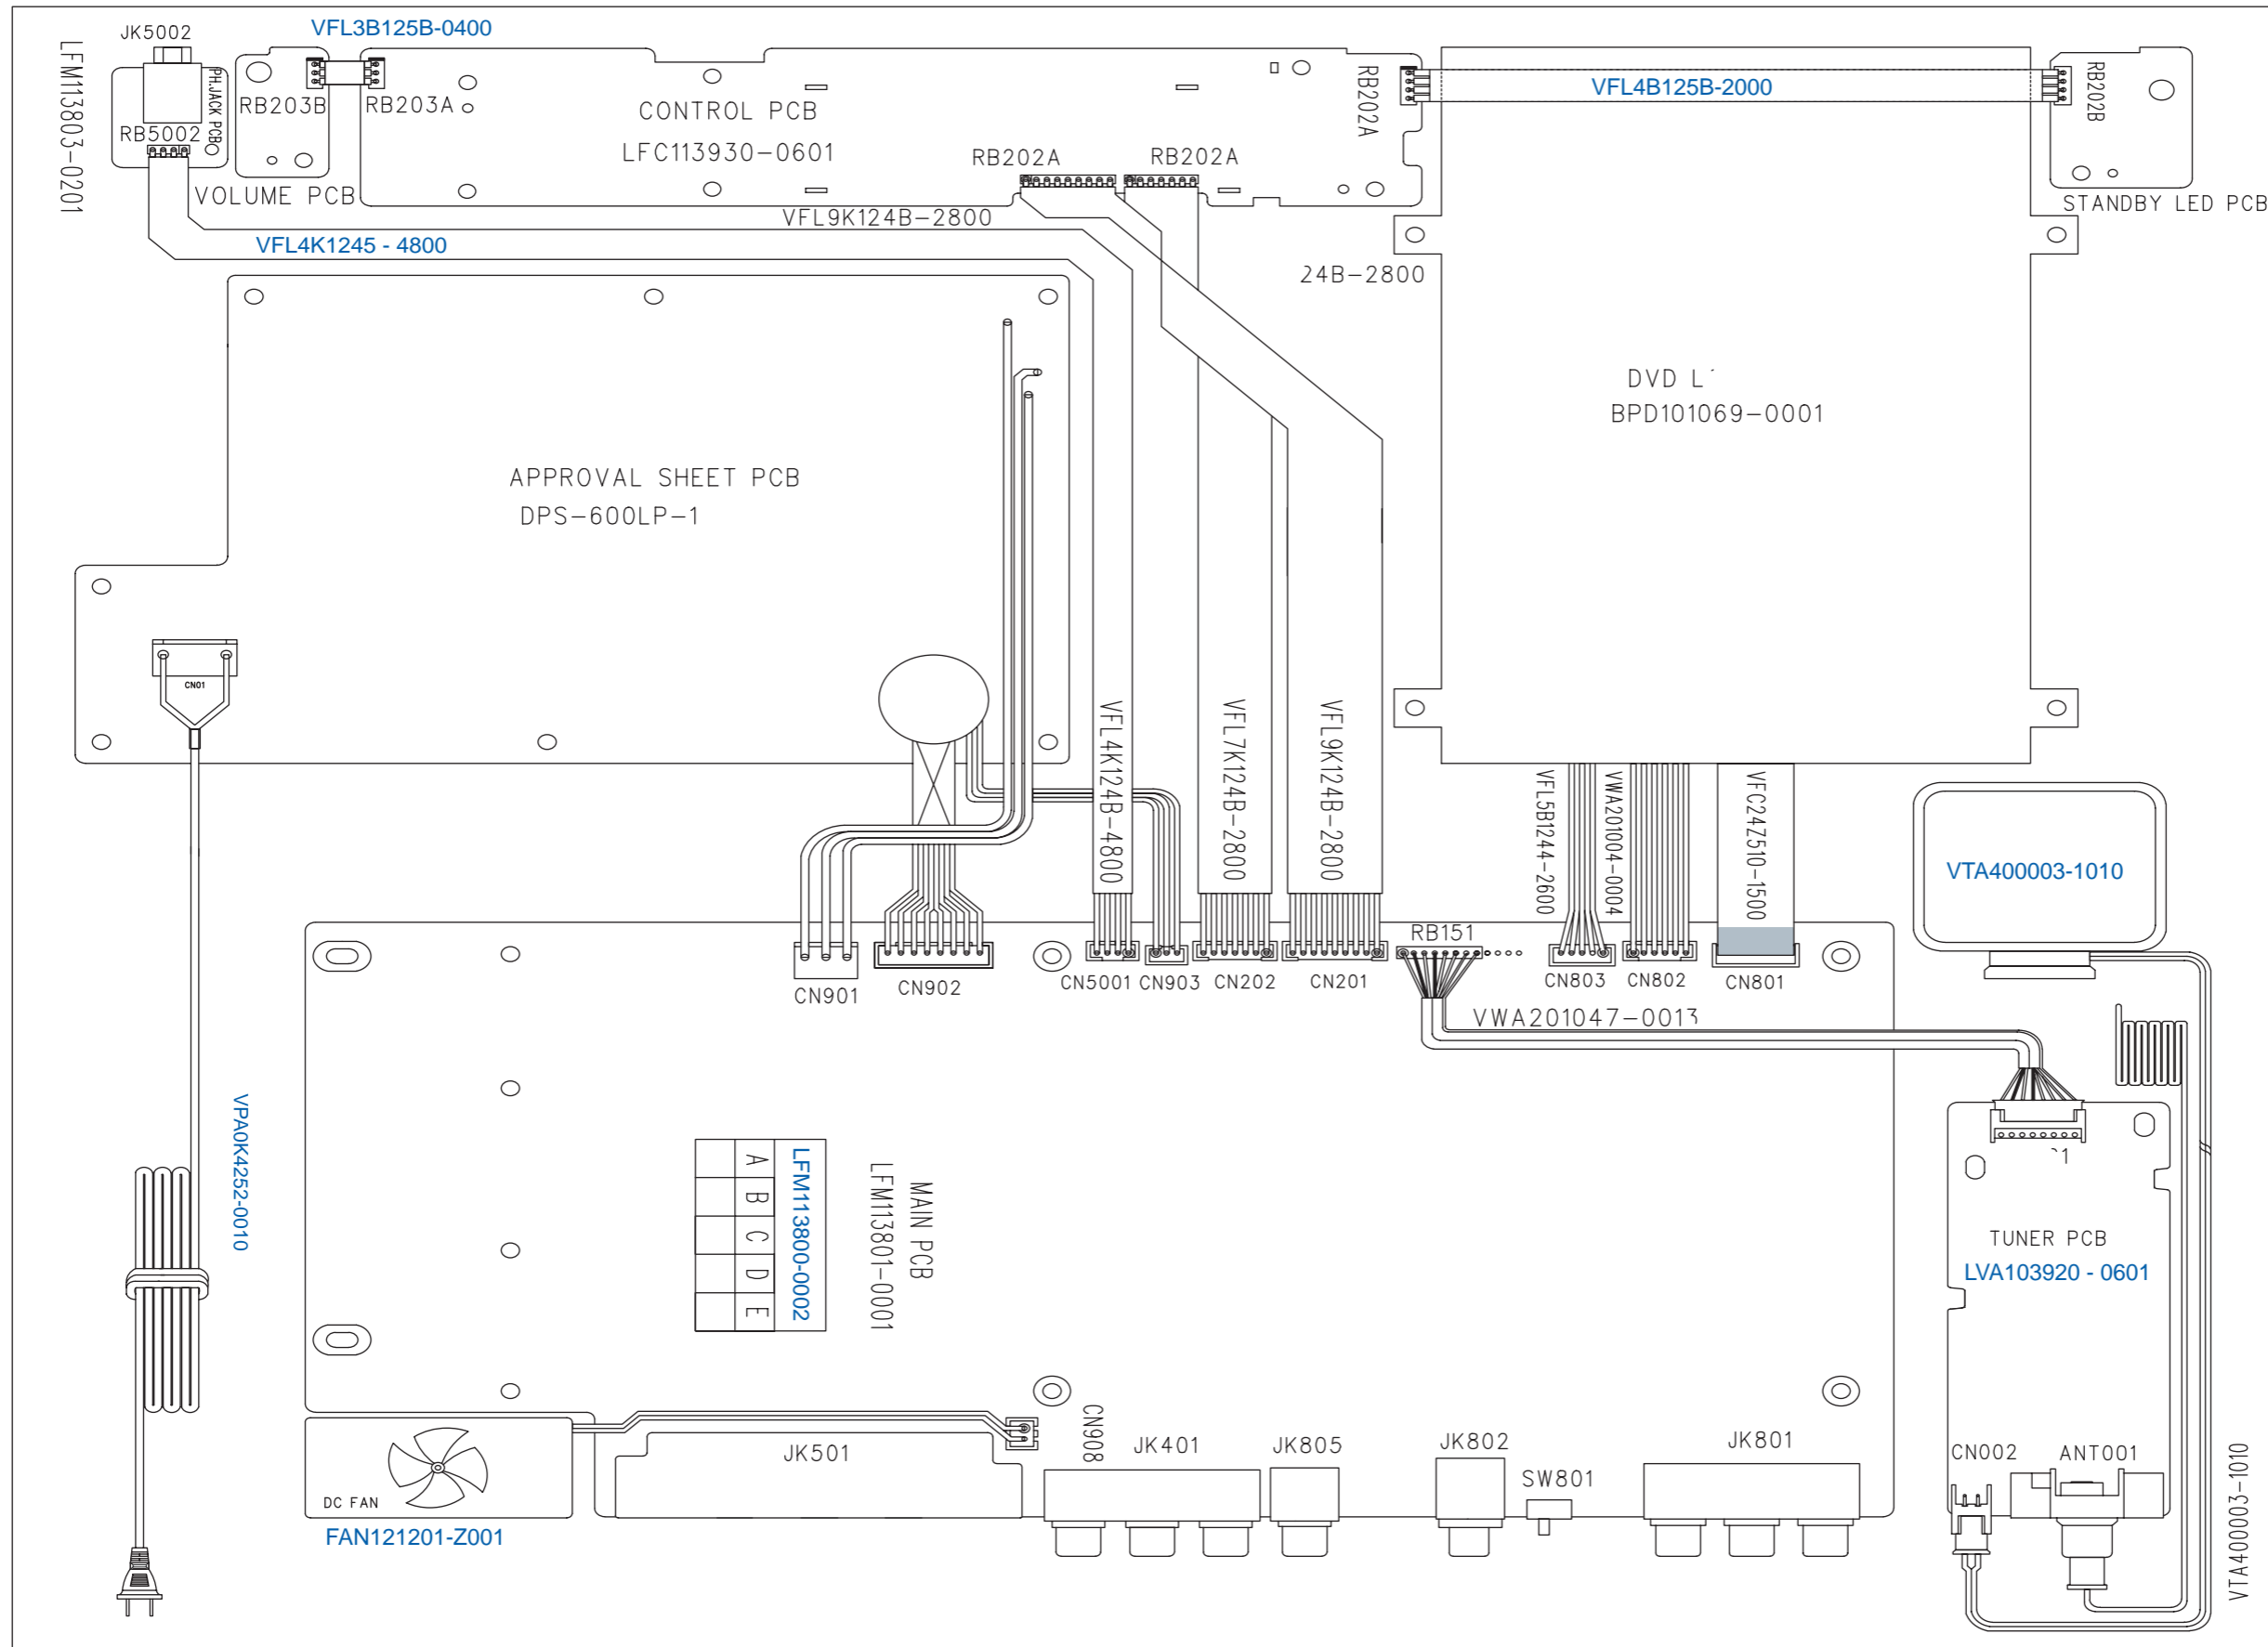 VFL3B125B-0400
JK5002
LFM113803-0201
PH.JACK PCB
RB5002
RB203B
RB203A
VOLUME PCB
CONTROL PCB
LFC113930-0601
RB202A
RB202A
RB202A
VFL4B125B-2000
RB202B
STANDBY LED PCB
VFL9K124B-2800
VFL4K1245 - 4800
24B-2800
DVD L
BPD101069-0001
APPROVAL SHEET PCB
DPS-600LP-1
CN01
VFL4K124B-4800
VFL7K124B-2800
VFL9K124B-2800
VFL5B1244-2600
VWA201004-0004
VFC24Z510-1500
VTA400003-1010
CN901
CN902
CN5001
CN903
CN202
CN201
RB151
CN803
CN802
CN801
VWA201047-0013
VPA0K4252-0010
A
B
C
D
E
LFM113800-0002
MAIN PCB
LFM113801-0001
1
TUNER PCB
LVA103920 - 0601
CN002
ANT001
VTA400003-1010
DC FAN
FAN121201-Z001
JK501
CN908
JK401
JK805
JK802
SW801
JK801